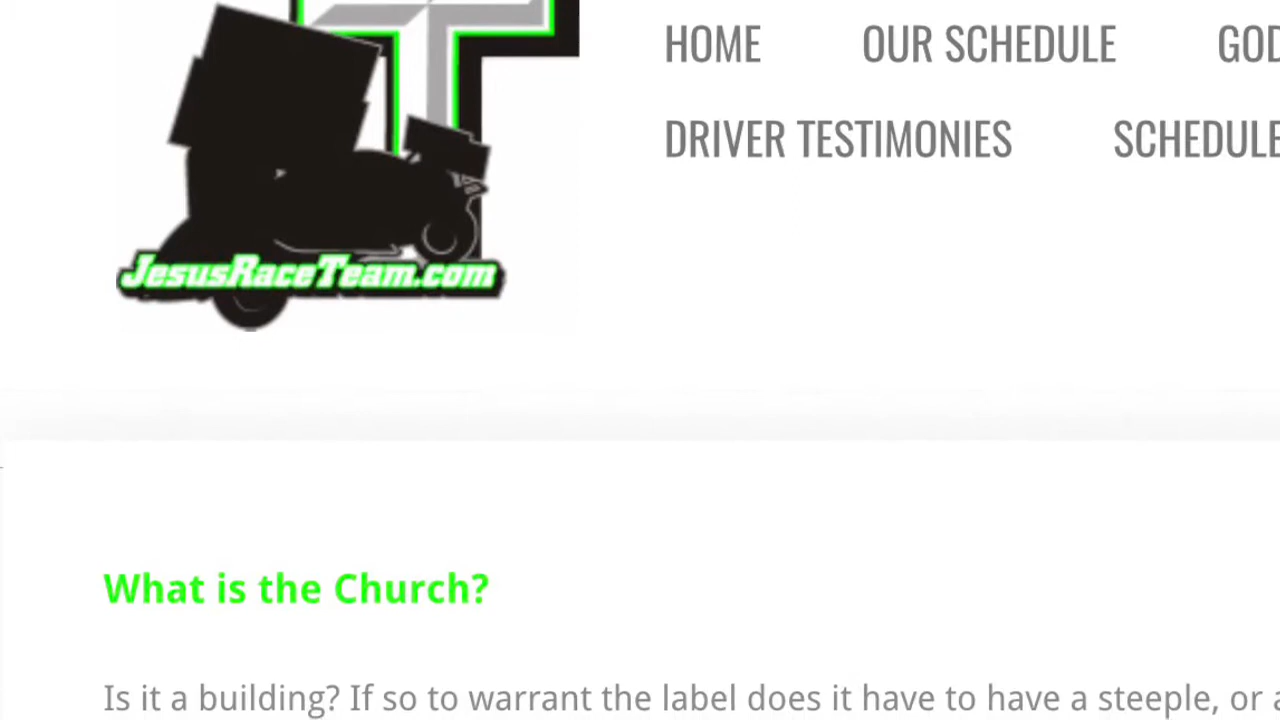 HOME OUR SCHEDULE
DRIVER TESTIMONIES SCHEDULE
JesusRaceTeam.com
What is the Church?
Is it a building? If so to warrant the label does it have to have a steeple, or